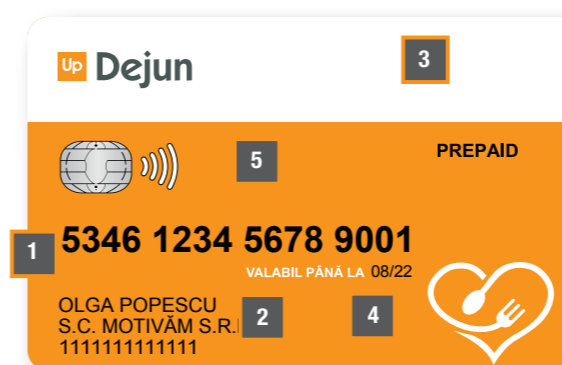 Up Dejun
3
5
PREPAID
1
5346 1234 5678 9001
VALABIL PÂNĂ LA 08/22
OLGA POPESCU
S.C. MOTIVĂM S.R.
2
4
1111111111111